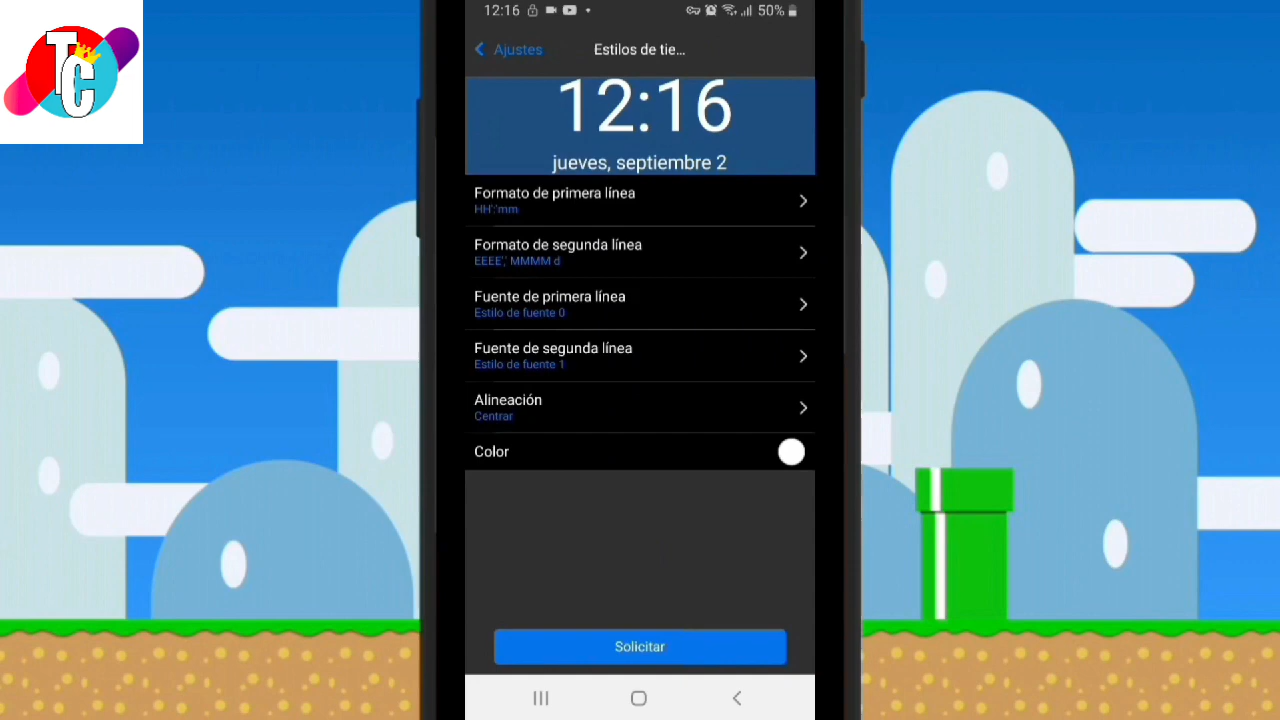 TC
12:16
50%
Ajustes
Estilos de tie...
12:16
jueves, septiembre 2
Formato de primera línea
HH':'mm
Formato de segunda línea
EEEE',' MMMM d
Fuente de primera línea
Estilo de fuente 0
Fuente de segunda línea
Estilo de fuente 1
Alineación
Centrar
Color
Solicitar